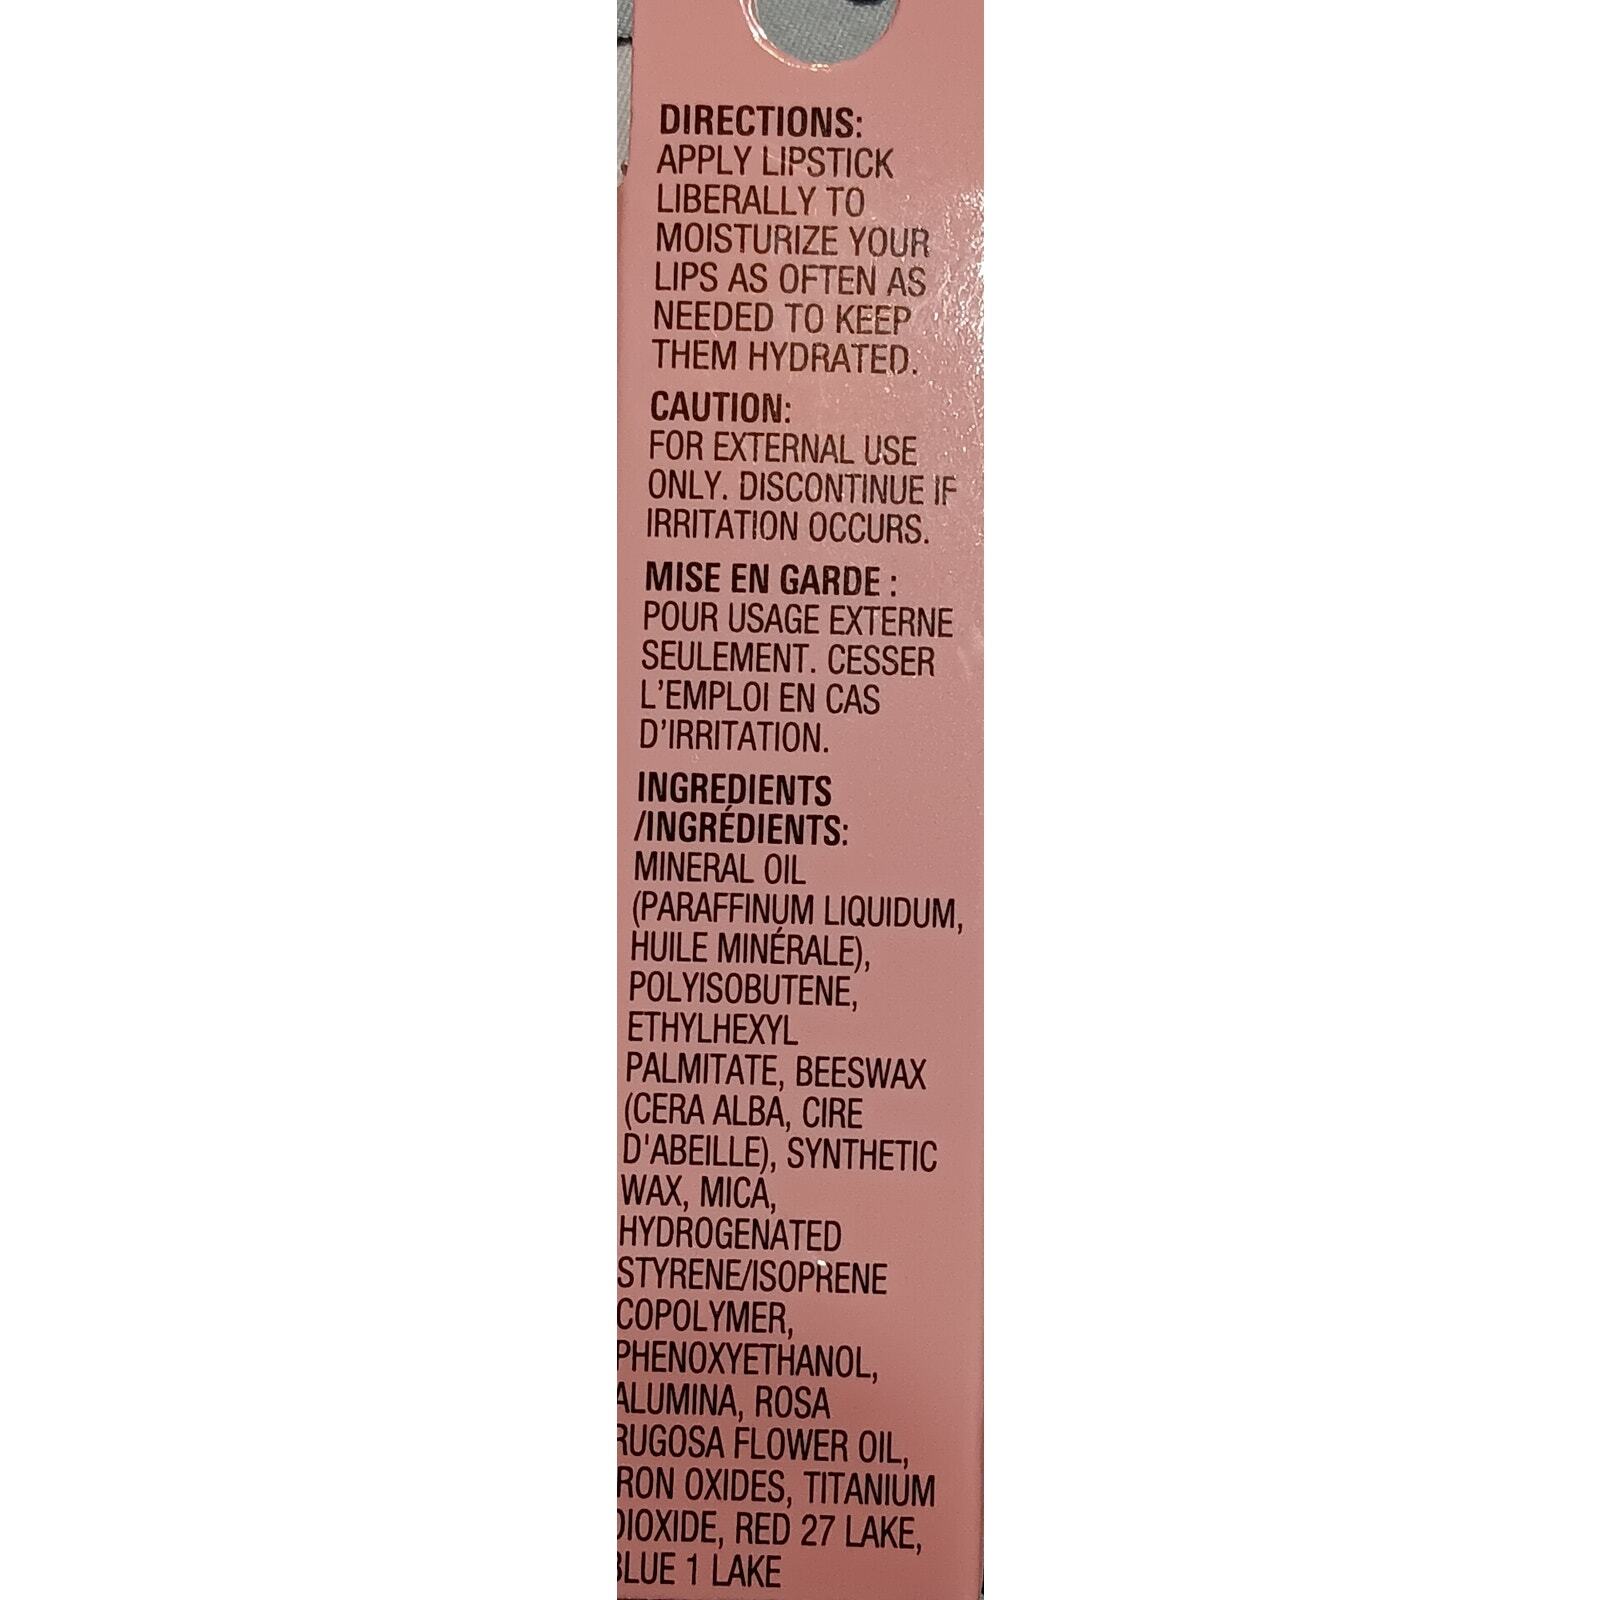 DIRECTIONS:
APPLY LIPSTICK
LIBERALLY TO
MOISTURIZE YOUR
LIPS AS OFTEN AS
NEEDED TO KEEP
THEM HYDRATED.
CAUTION:
FOR EXTERNAL USE
ONLY. DISCONTINUE IF
IRRITATION OCCURS.
MISE EN GARDE :
POUR USAGE EXTERNE
SEULEMENT. CESSER
L'EMPLOI EN CAS
D'IRRITATION.
INGREDIENTS
/INGRÉDIENTS:
MINERAL OIL
(PARAFFINUM LIQUIDUM,
HUILE MINÉRALE),
POLYISOBUTENE,
ETHYLHEXYL
PALMITATE, BEESWAX
(CERA ALBA, CIRE
D'ABEILLE), SYNTHETIC
WAX, MICA,
HYDROGENATED
STYRENE/ISOPRENE
COPOLYMER,
PHENOXYETHANOL,
ALUMINA, ROSA
RUGOSA FLOWER OIL,
IRON OXIDES, TITANIUM
DIOXIDE, RED 27 LAKE,
BLUE 1 LAKE